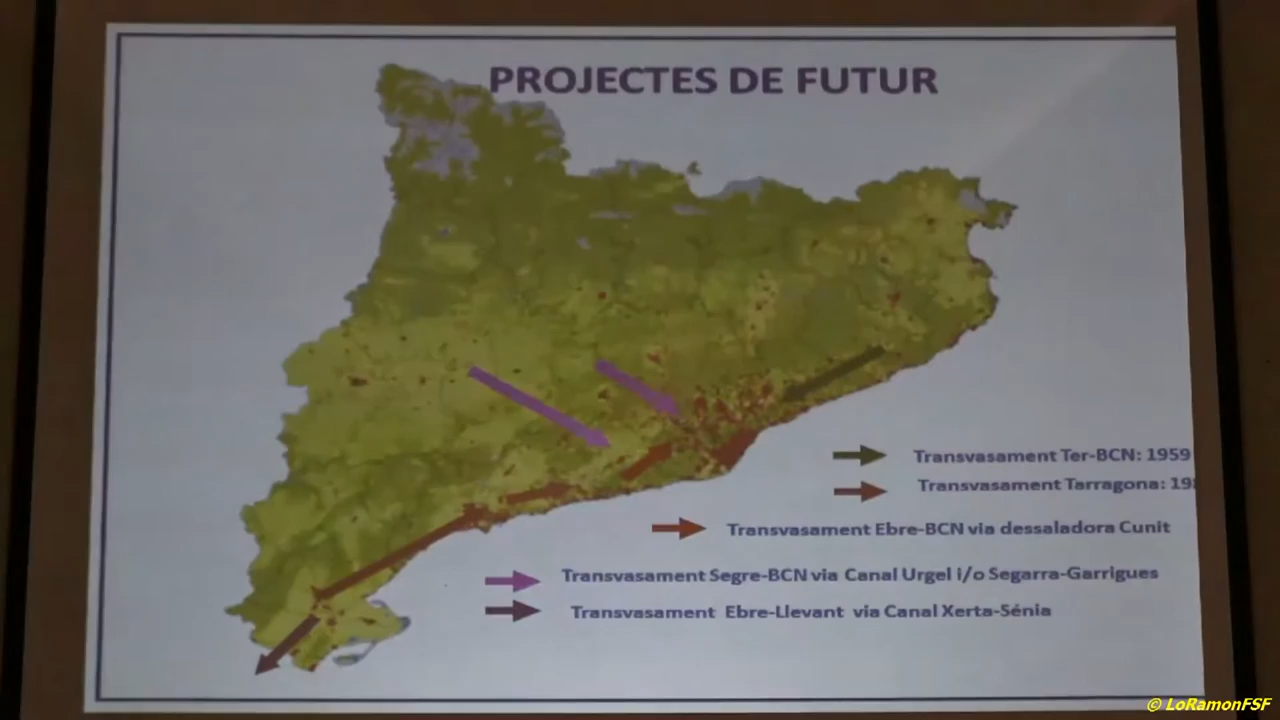 PROJECTES DE FUTUR
Transvasament Ter-BCN: 1959
Transvasament Tarragona:
Transvasament Ebre-BCN via dessaladora Cunit
Transvasament Segre-BCN via Canal Urgel i/o Segarra-Garrigues
Transvasament Ebre-Llevant via Canal Xerta-Sénia
© LoRamonFSF